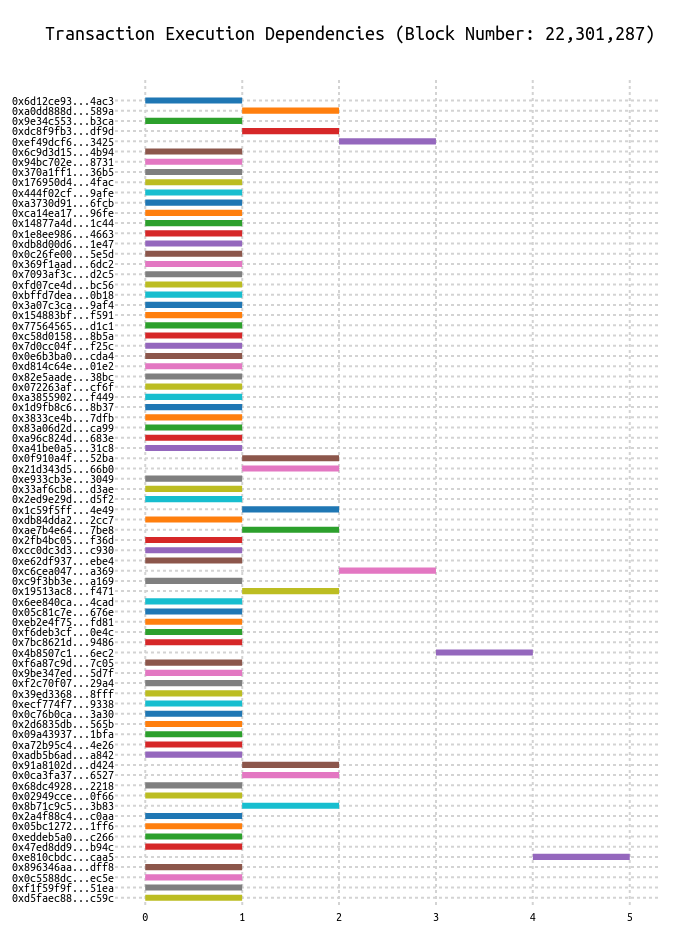 Transaction Execution Dependencies (Block Number: 22,301,287)
0x6d12ce93...4ac3
0xa0dd888d...589a
0x9e34c553...b3ca
0xdc8f9fb3...df9d
0xef49dcf6...3425
0x6c9d3d15...4b94
0x94bc702e...8731
0x370a1ff1...36b5
0x176950d4...4fac
0x444f02cf...9afe
0xa3730d91...6fcb
0xca14ea17...96fe
0x14877a4d...1c44
0x1e8ee986...4663
0xdb8d00d6...1e47
0x0c26fe00...5e5d
0x369f1aad...6dc2
0x7093af3c...d2c5
0xfd07ce4d...bc56
0xbffd7dea...0b18
0x3a07c3ca...9af4
0x154883bf...f591
0x77564565...d1c1
0xc58d0158...8b5a
0x7d0cc04f...f25c
0x0e6b3ba0...cda4
0xd814c64e...01e2
0x82e5aade...38bc
0x072263af...cf6f
0xa3855902...f449
0x1d9fb8c6...8b37
0x3833ce4b...7dfb
0x83a06d2d...ca99
0xa96c824d...683e
0xa41be0a5...31c8
0x0f910a4f...52ba
0x21d343d5...66b0
0xe933cb3e...3049
0x33af6cb8...d3ae
0x2ed9e29d...d5f2
0x1c59f5ff...4e49
0xdb84dda2...2cc7
0xae7b4e64...7be8
0x2fb4bc05...f36d
0xcc0dc3d3...c930
0xe62df937...ebe4
0xc6cea047...a369
0xc9f3bb3e...a169
0x19513ac8...f471
0x6ee840ca...4cad
0x05c81c7e...676e
0xeb2e4f75...fd81
0xf6deb3cf...0e4c
0x7bc8621d...9486
0x4b8507c1...6ec2
0xf6a87c9d...7c05
0x9be347ed...5d7f
0xf2c70f07...29a4
0x39ed3368...8fff
0xecf774f7...9338
0x0c76b0ca...3a30
0x2d6835db...565b
0x09a43937...1bfa
0xa72b95c4...4e26
0xadb5b6ad...a842
0x91a8102d...d424
0x0ca3fa37...6527
0x68dc4928...2218
0x02949cce...0f66
0x8b71c9c5...3b83
0x2a4f88c4...c0aa
0x05bc1272...1ff6
0xeddeb5a0...c266
0x47ed8dd9...b94c
0xe810cbdc...caa5
0x896346aa...dff8
0x0c5588dc...ec5e
0xf1f59f9f...51ea
0xd5faec88...c59c
0 1 2 3 4 5